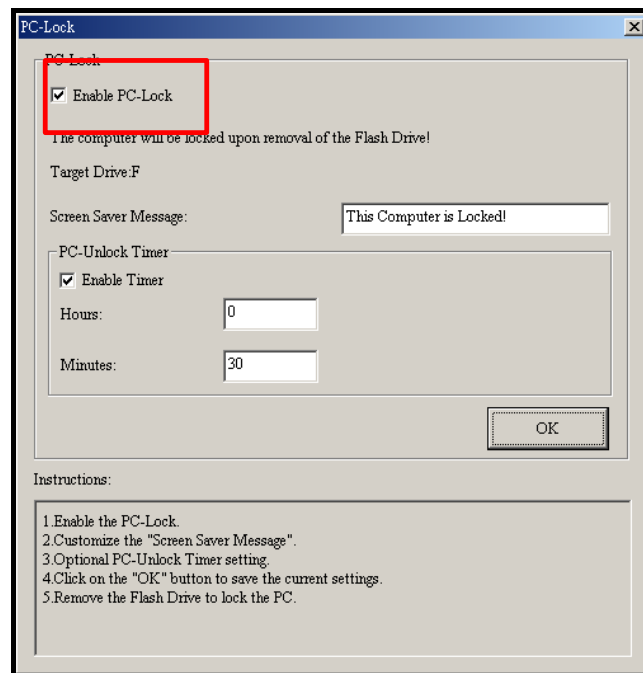 PC-Lock
PC-Lock
Enable PC-Lock
The computer will be locked upon removal of the Flash Drive!
Target Drive:F
Screen Saver Message: This Computer is Locked!
PC-Unlock Timer
Enable Timer
Hours: 0
Minutes: 30
OK
Instructions:
1.Enable the PC-Lock.
2.Customize the "Screen Saver Message".
3.Optional PC-Unlock Timer setting.
4.Click on the "OK" button to save the current settings.
5.Remove the Flash Drive to lock the PC.